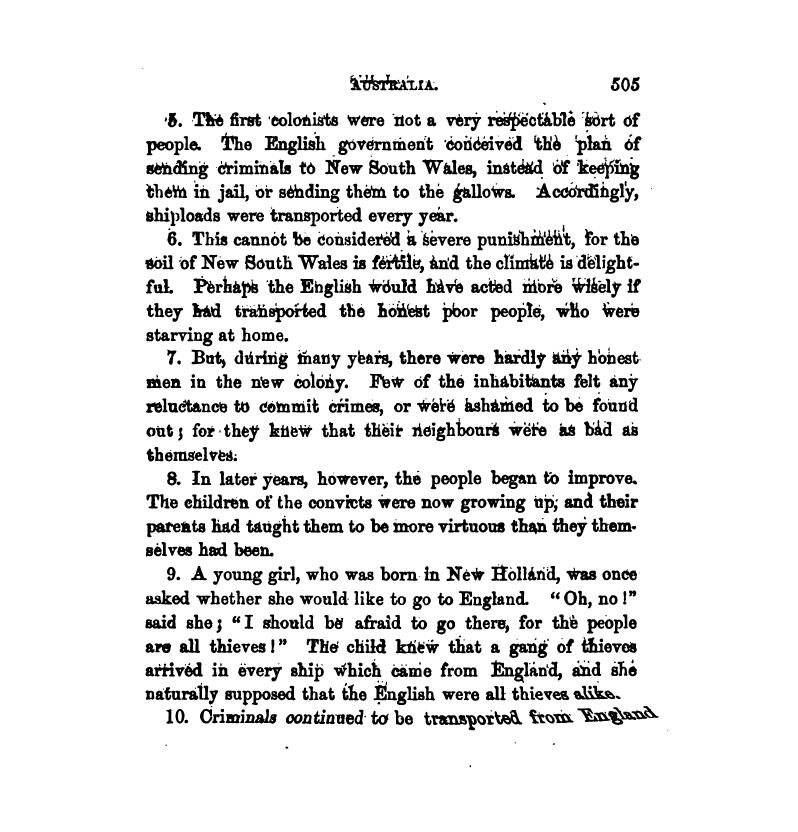 AUSTRALIA. 505
5. The first colonists were not a very respectable sort of
people. The English government conceived the plan of
sending criminals to New South Wales, instead of keeping
them in jail, or sending them to the gallows. Accordingly,
shiploads were transported every year.
6. This cannot be considered a severe punishment, for the
soil of New South Wales is fertile, and the climate is delight-
ful. Perhaps the English would have acted more wisely if
they had transported the honest poor people, who were
starving at home.
7. But, during many years, there were hardly any honest
men in the new colony. Few of the inhabitants felt any
reluctance to commit crimes, or were ashamed to be found
out; for they knew that their neighbours were as bad as
themselves.
8. In later years, however, the people began to improve.
The children of the convicts were now growing up, and their
parents had taught them to be more virtuous than they them-
selves had been.
9. A young girl, who was born in New Holland, was once
asked whether she would like to go to England. "Oh, no!"
said she; "I should be afraid to go there, for the people
are all thieves!" The child knew that a gang of thieves
arrived in every ship which came from England, and she
naturally supposed that the English were all thieves alike.
10. Criminals continued to be transported from England